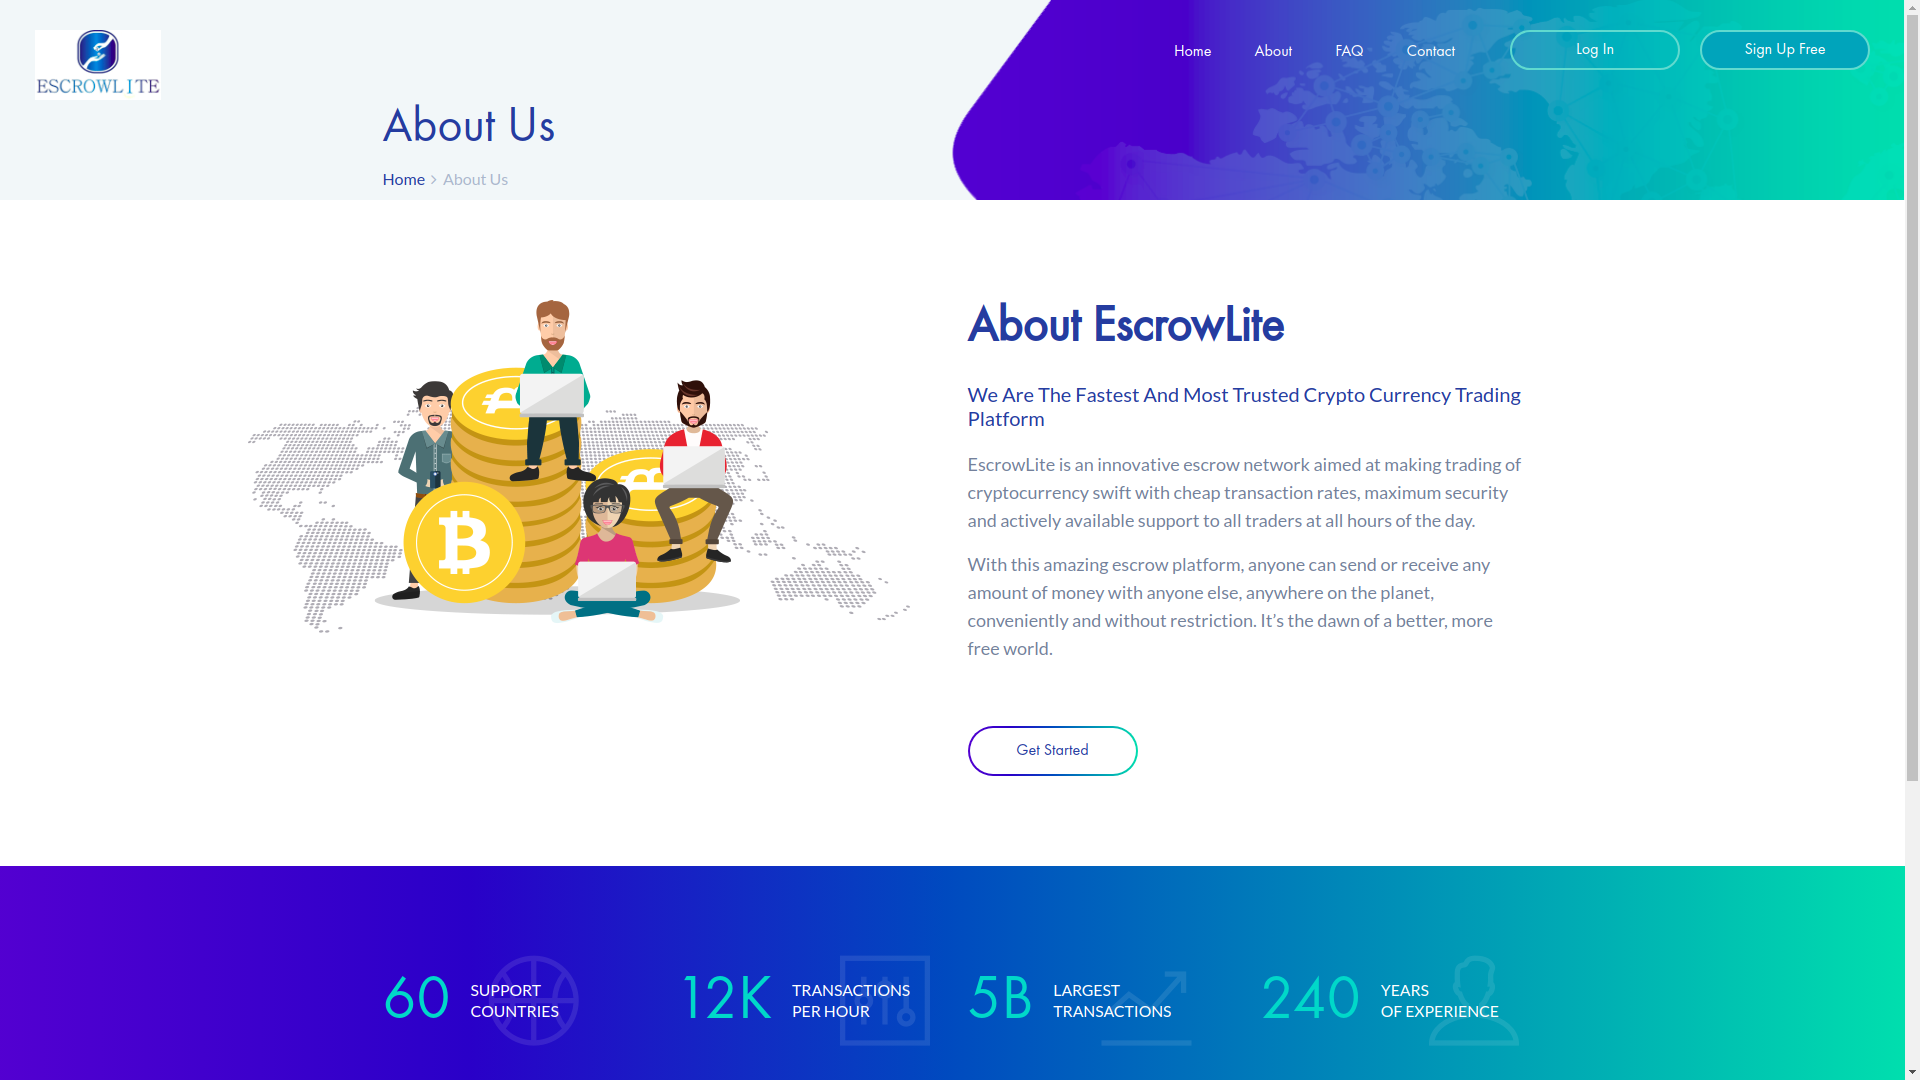 ESCROWLITE
Home
About
FAQ
Contact
Log In
Sign Up Free
About Us
Home > About Us
About EscrowLite
We Are The Fastest And Most Trusted Crypto Currency Trading
Platform
EscrowLite is an innovative escrow network aimed at making trading of
cryptocurrency swift with cheap transaction rates, maximum security
and actively available support to all traders at all hours of the day.
With this amazing escrow platform, anyone can send or receive any
amount of money with anyone else, anywhere on the planet,
conveniently and without restriction. It’s the dawn of a better, more
free world.
Get Started
60
SUPPORT
COUNTRIES
12K
TRANSACTIONS
PER HOUR
5B
LARGEST
TRANSACTIONS
240
YEARS
OF EXPERIENCE